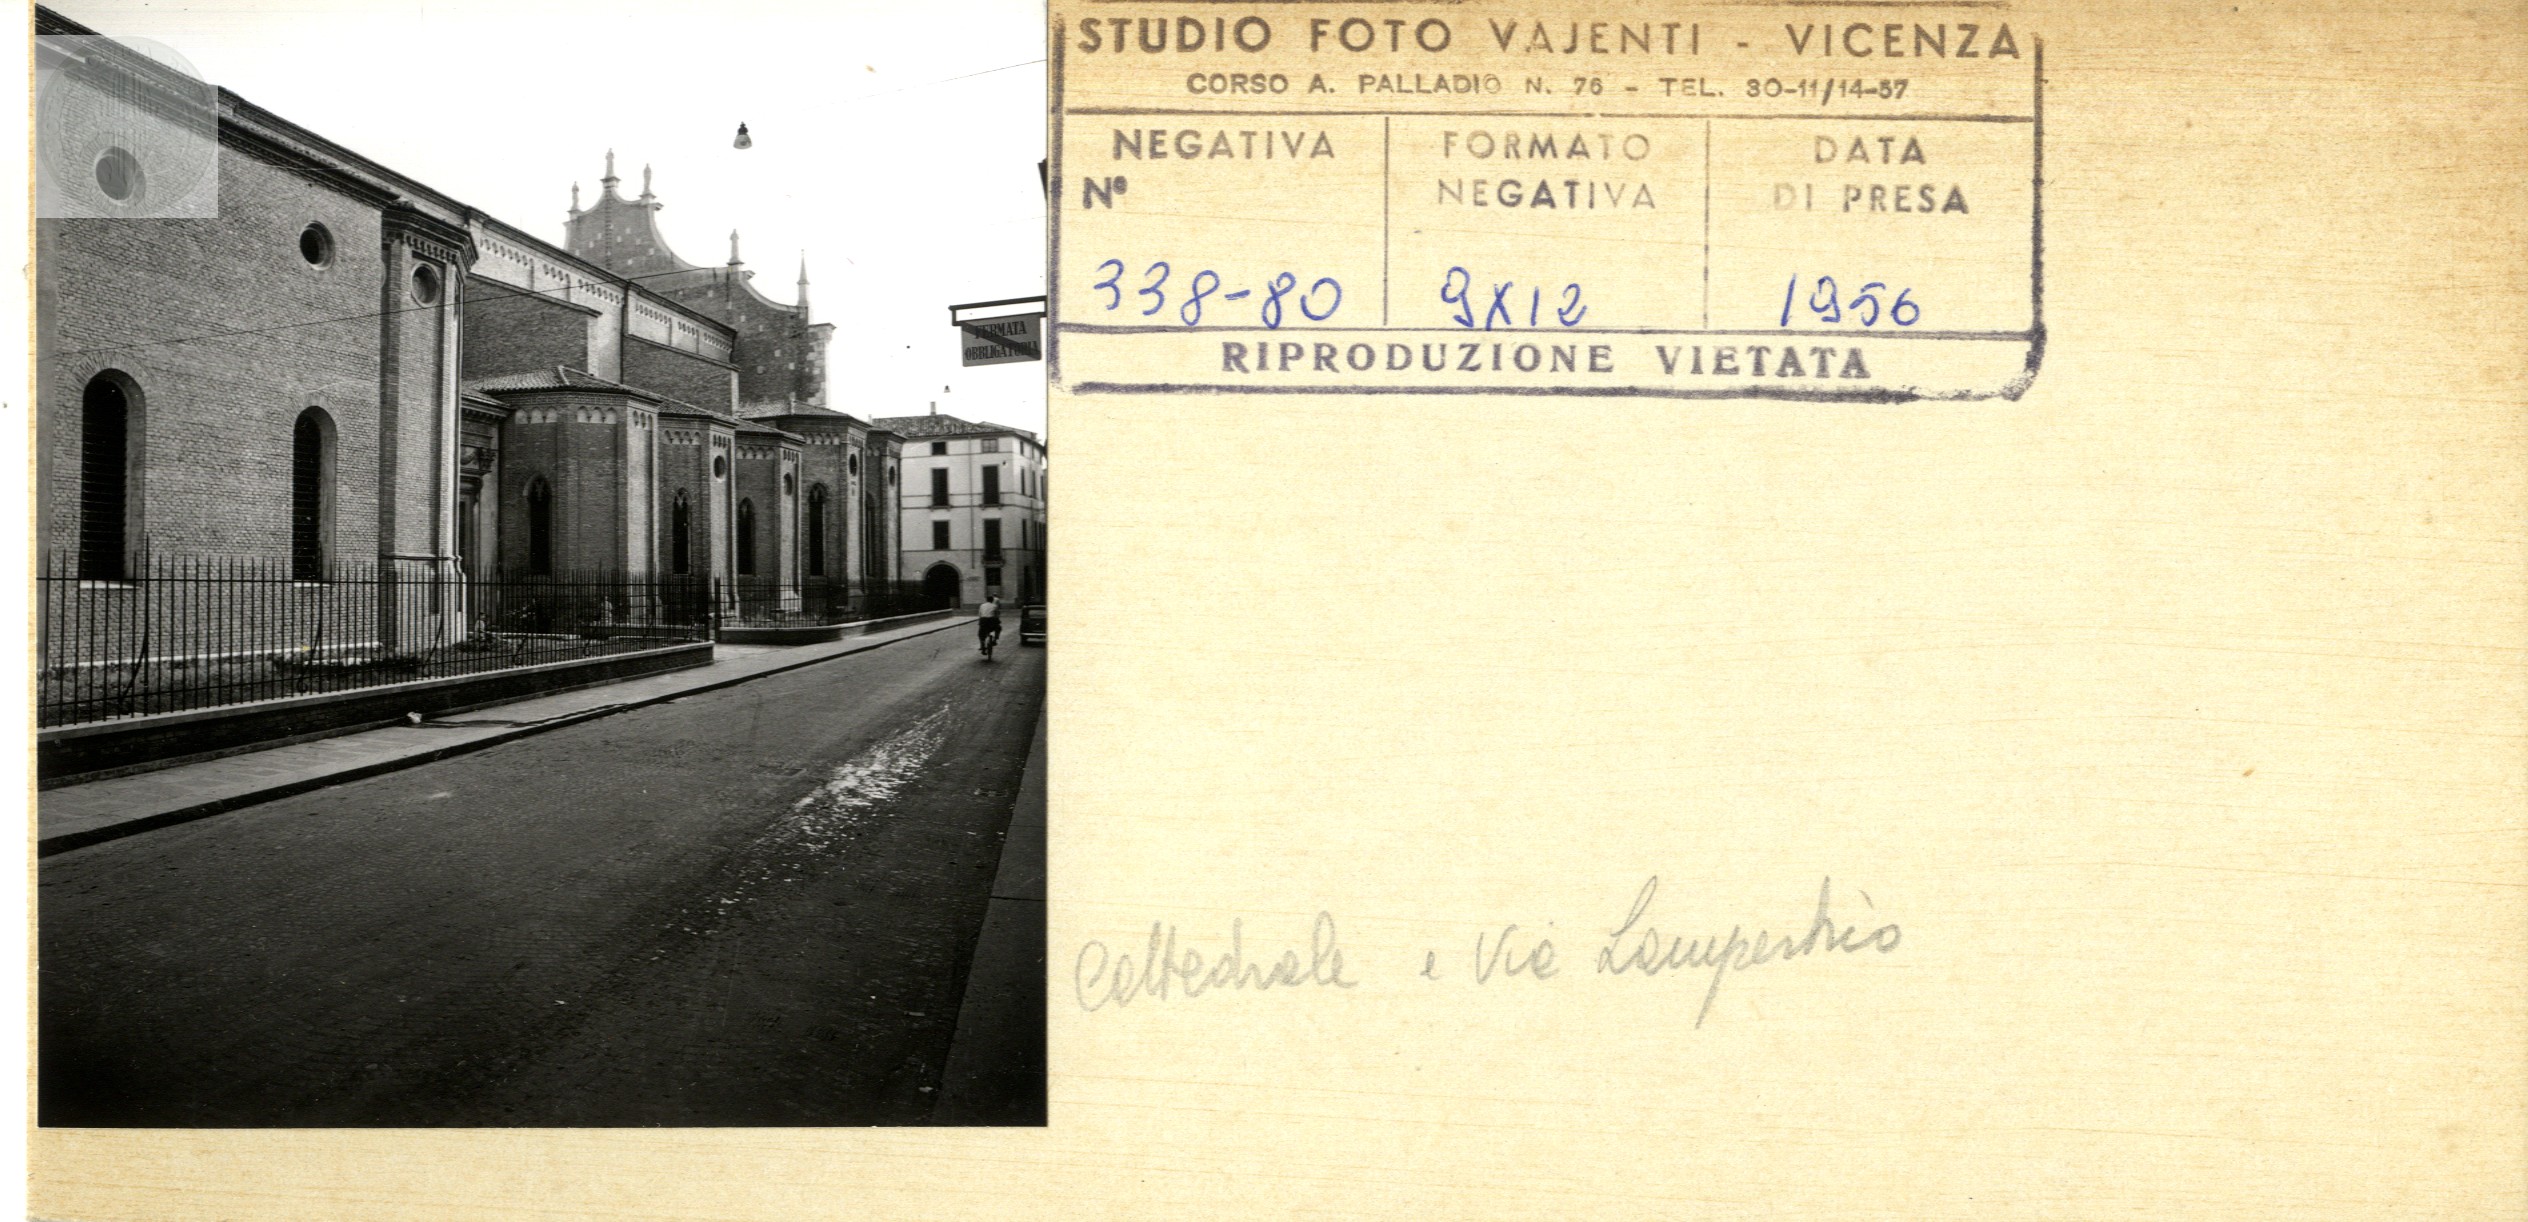 FERMATA
OBBLIGATORIA
STUDIO FOTO VAJENTI - VICENZA
CORSO A. PALLADIO N. 76 - TEL. 30-11/14-57
NEGATIVA
N°
FORMATO
NEGATIVA
DATA
DI PRESA
338-80
9X12
1956
RIPRODUZIONE VIETATA
Cattedrale e Via Lampertico